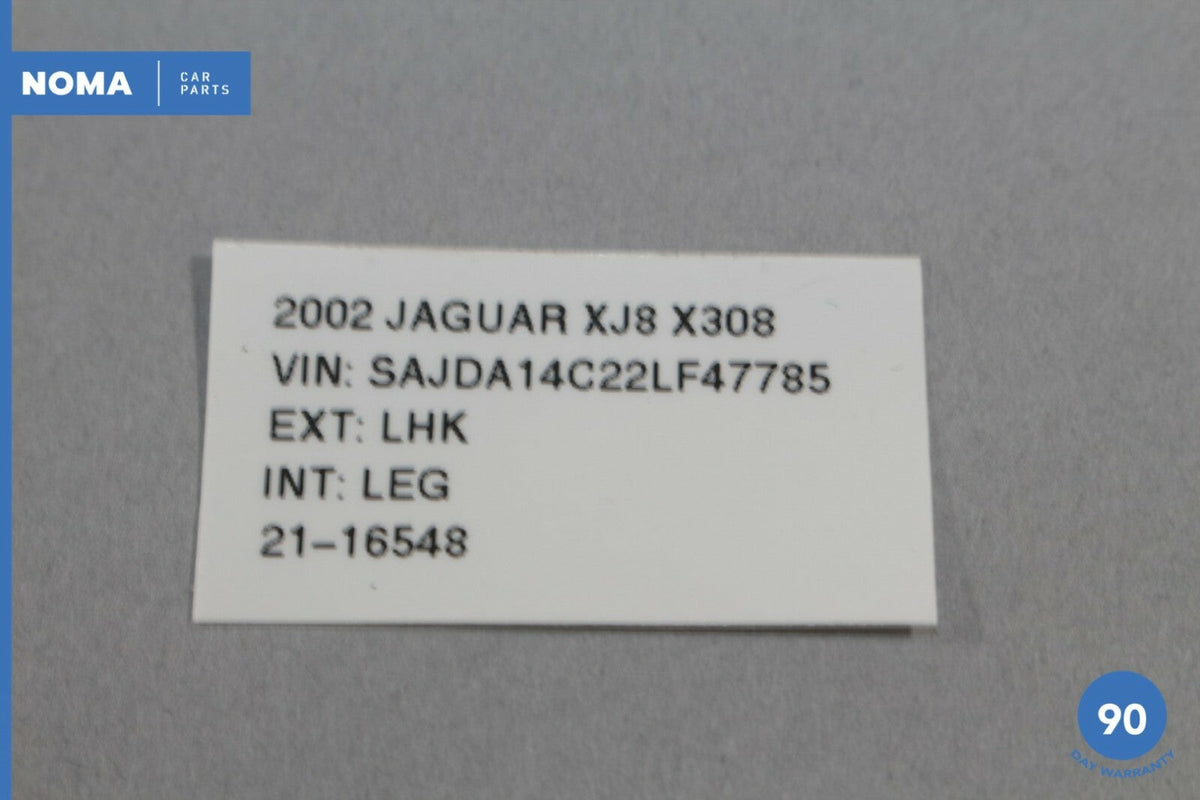 NOMA
CAR
PARTS
2002 JAGUAR XJ8 X308
VIN: SAJDA14C22LF47785
EXT: LHK
INT: LEG
21-16548
90
DAY WARRANTY